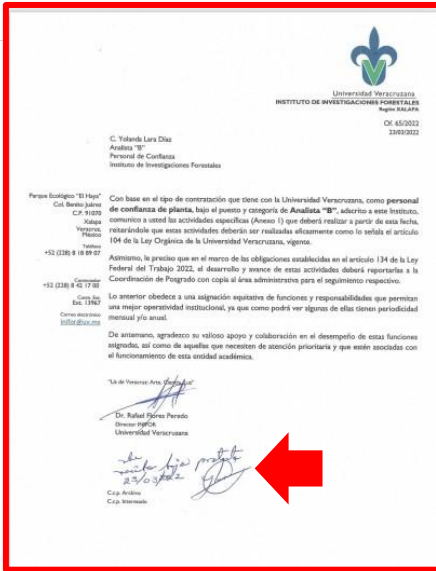 Universidad Veracruzana
INSTITUTO DE INVESTIGACIONES FORESTALES
Región XALAPA
Of. 65/2022
23/03/2022
C. Yolanda Lara Díaz
Analista "B"
Personal de Confianza
Instituto de Investigaciones Forestales
Parque Ecológico "El Haya"
Col. Benito Juárez
C.P. 91070
Xalapa
Veracruz,
México
Teléfono
+52 (228) 8 18 89 07
Conmutador
+52 (228) 8 42 17 00
Conm. Ext.
Ext. 13967
Correo electrónico
inifor@uv.mx
Con base en el tipo de contratación que tiene con la Universidad Veracruzana, como personal
de confianza de planta, bajo el puesto y categoría de Analista "B", adscrito a este Instituto,
comunico a usted las actividades específicas (Anexo 1) que deberá realizar a partir de esta fecha,
reiterándole que estas actividades deberán ser realizadas eficazmente como lo señala el artículo
104 de la Ley Orgánica de la Universidad Veracruzana, vigente.
Asimismo, le preciso que en el marco de las obligaciones establecidas en el artículo 134 de la Ley
Federal del Trabajo 2022, el desarrollo y avance de estas actividades deberá reportarlas a la
Coordinación de Posgrado con copia al área administrativa para el seguimiento respectivo.
Lo anterior obedece a una asignación equitativa de funciones y responsabilidades que permitan
una mejor operatividad institucional, ya que como podrá ver algunas de ellas tienen periodicidad
mensual y/o anual.
De antemano, agradezco su valioso apoyo y colaboración en el desempeño de estas funciones
asignadas, así como de aquellas que necesiten de atención prioritaria y que estén asociadas con
el funcionamiento de esta entidad académica.
"Lis de Veracruz: Arte, Ciencia, Luz"
Dr. Rafael Flores Peredo
Director INIFOR
Universidad Veracruzana
recibo bajo protesta
23/03/2022
C.c.p. Archivo
C.c.p. Interesado